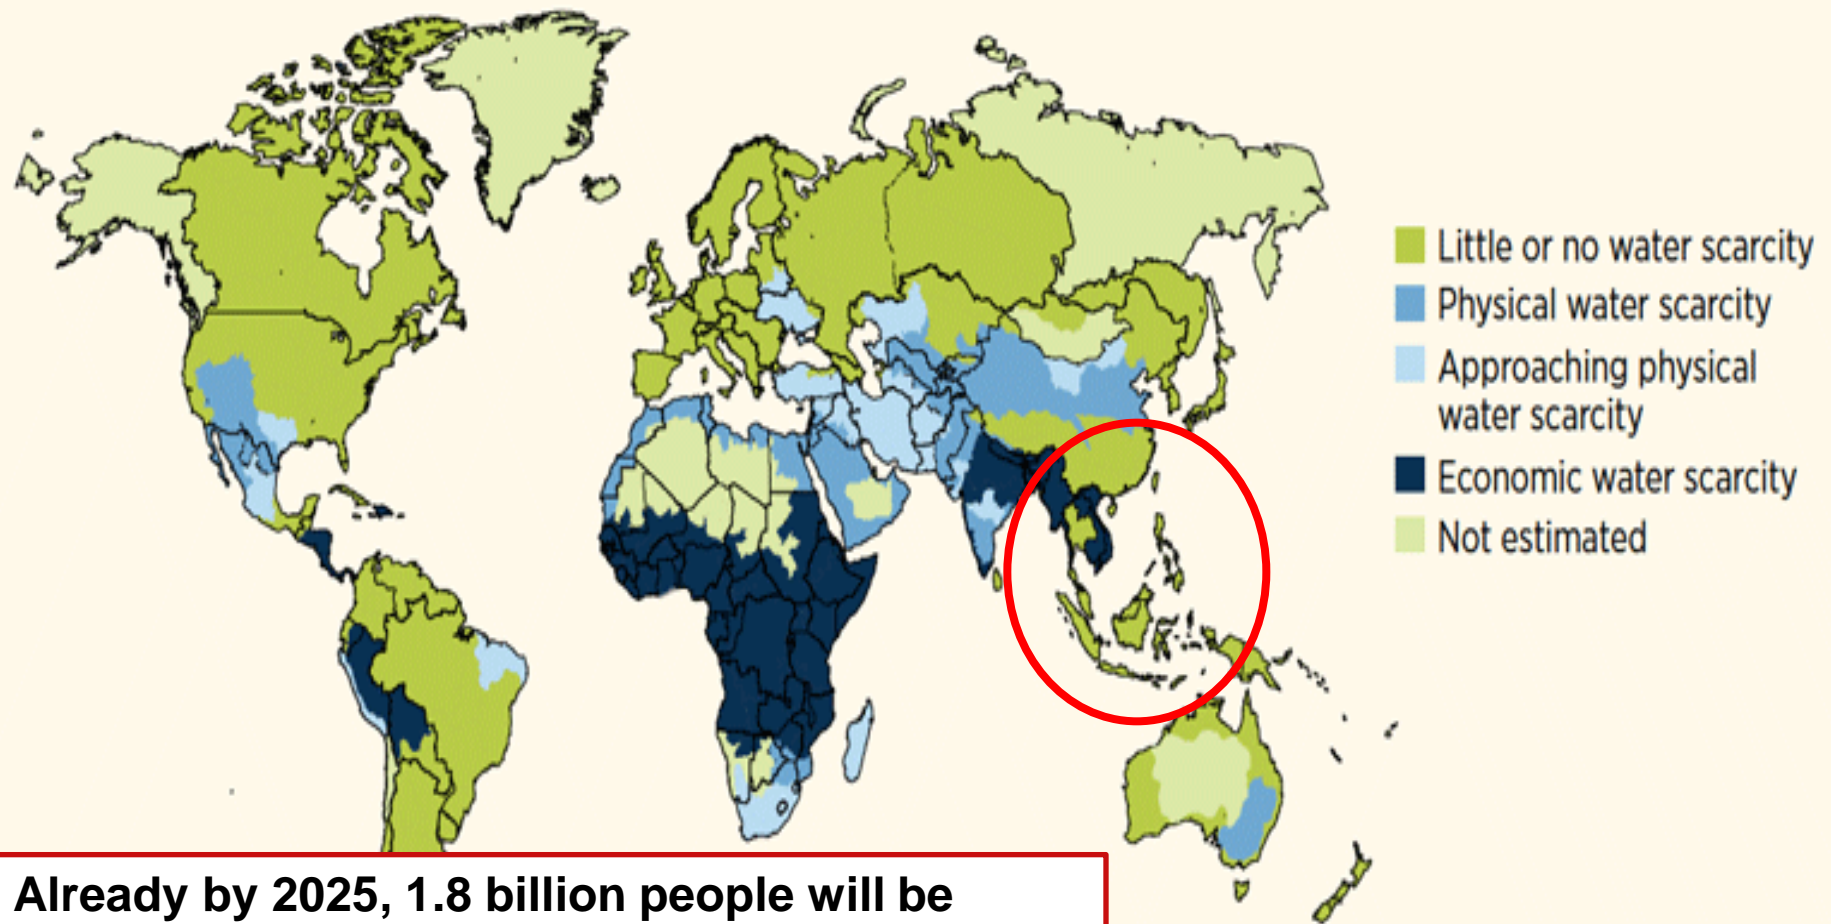 Little or no water scarcity
Physical water scarcity
Approaching physical
water scarcity
Economic water scarcity
Not estimated
Already by 2025, 1.8 billion people will be